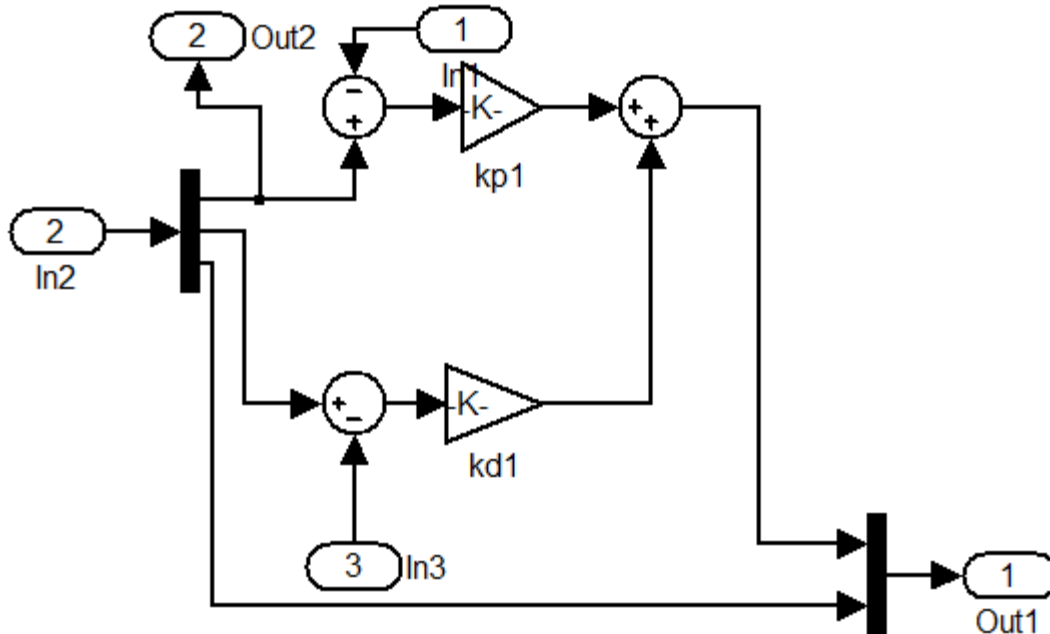 2 Out2
1
In1
-
+
-K-
kp1
+
+
2
In2
+
-
-K-
kd1
3 In3
1
Out1